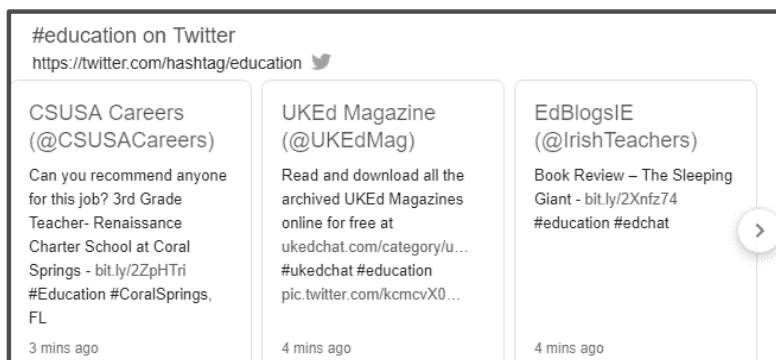 #education on Twitter
https://twitter.com/hashtag/education
CSUSA Careers
(@CSUSACareers)
Can you recommend anyone
for this job? 3rd Grade
Teacher- Renaissance
Charter School at Coral
Springs - bit.ly/2ZpHTri
#Education #CoralSprings,
FL
3 mins ago
UKEd Magazine
(@UKEdMag)
Read and download all the
archived UKEd Magazines
online for free at
ukedchat.com/category/u...
#ukedchat #education
pic.twitter.com/kcmcvX0...
4 mins ago
EdBlogsIE
(@IrishTeachers)
Book Review – The Sleeping
Giant - bit.ly/2Xnfz74
#education #edchat
4 mins ago